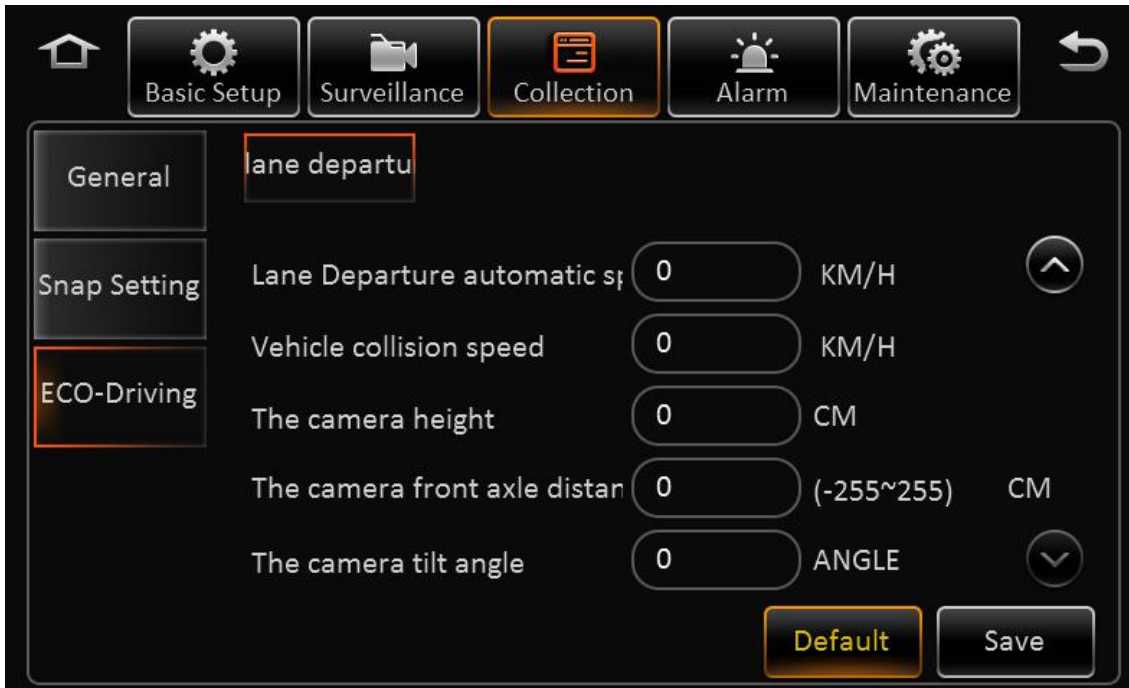 Basic Setup Surveillance Collection Alarm Maintenance
General
lane departu
Snap Setting
ECO-Driving
Lane Departure automatic sp 0 KM/H
Vehicle collision speed 0 KM/H
The camera height 0 CM
The camera front axle distan 0 (-255~255) CM
The camera tilt angle 0 ANGLE
Default Save